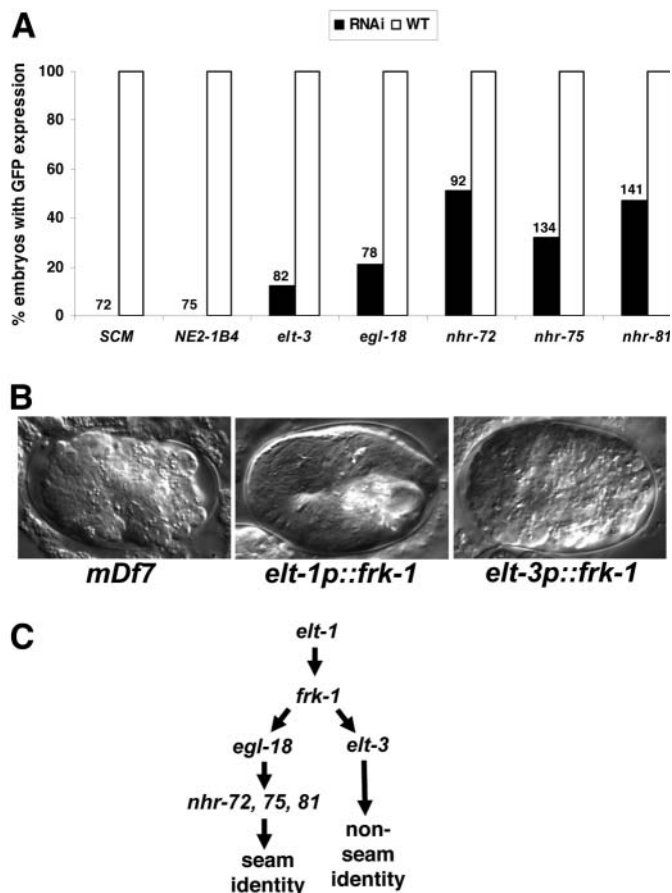 A
RNAi WT
% embryos with GFP expression
100
80
60
40
20
0
72
75
82
78
92
134
141
SCM NE2-1B4 elt-3 egl-18 nhr-72 nhr-75 nhr-81
B
mDf7 elt-1p::frk-1 elt-3p::frk-1
C
elt-1
frk-1
egl-18 elt-3
nhr-72, 75, 81
seam
identity
non-
seam
identity